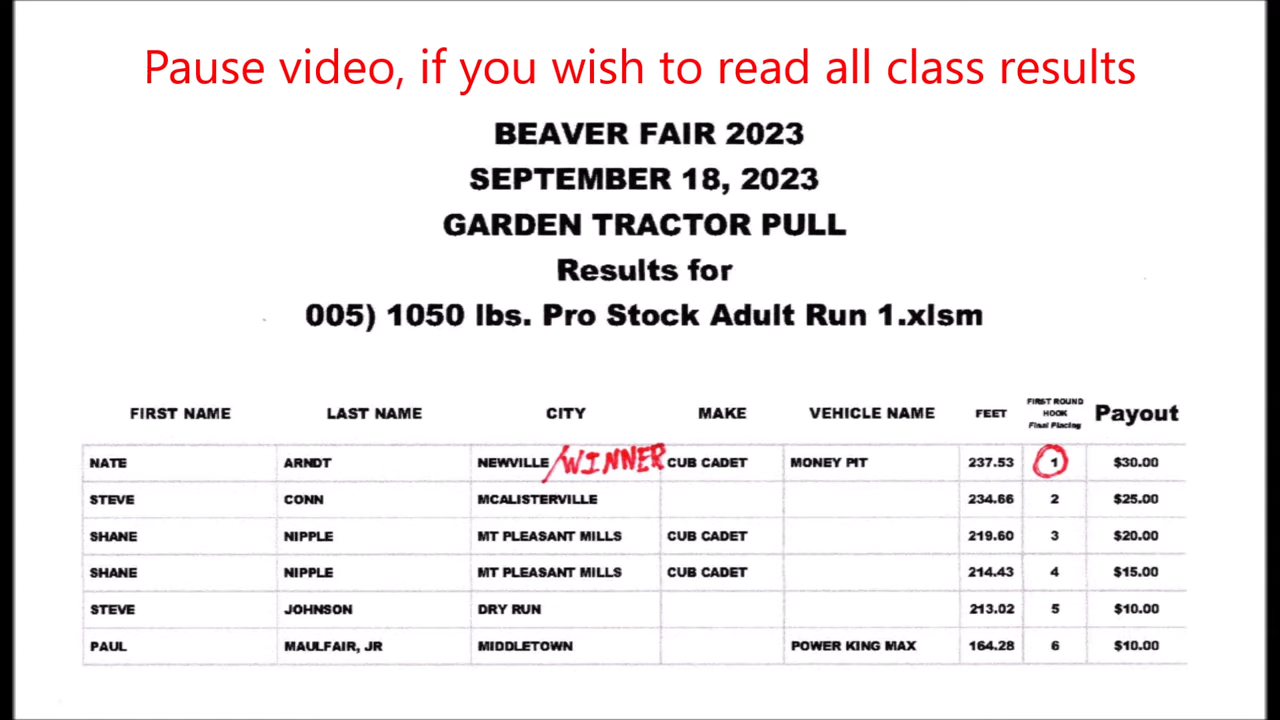 Pause video, if you wish to read all class results
BEAVER FAIR 2023
SEPTEMBER 18, 2023
GARDEN TRACTOR PULL
Results for
005) 1050 lbs. Pro Stock Adult Run 1.xlsm
FIRST NAME LAST NAME CITY MAKE VEHICLE NAME FEET FIRST ROUND HOOK Final Placing Payout
NATE ARNDT NEWVILLE /WINNER CUB CADET MONEY PIT 237.53 1 $30.00
STEVE CONN MCALISTERVILLE 234.66 2 $25.00
SHANE NIPPLE MT PLEASANT MILLS CUB CADET 219.60 3 $20.00
SHANE NIPPLE MT PLEASANT MILLS CUB CADET 214.43 4 $15.00
STEVE JOHNSON DRY RUN 213.02 5 $10.00
PAUL MAULFAIR, JR MIDDLETOWN POWER KING MAX 164.28 6 $10.00